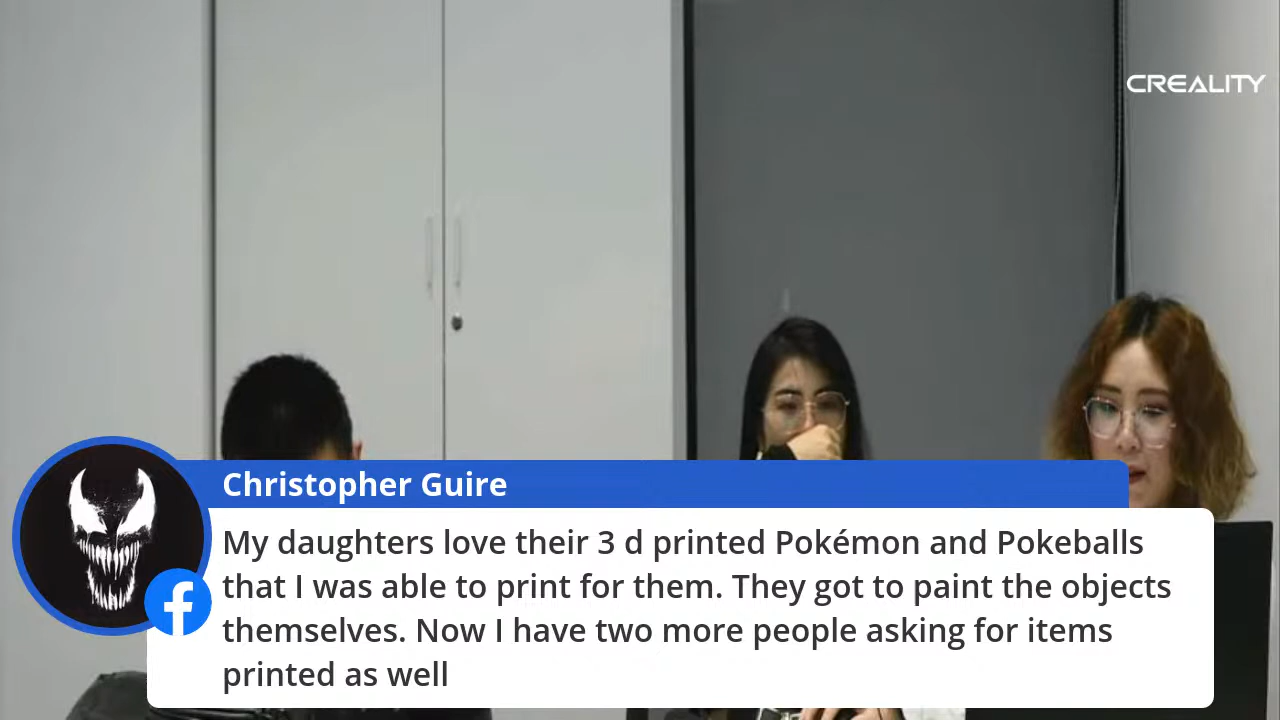 CREALITY
Christopher Guire
My daughters love their 3 d printed Pokémon and Pokeballs
that I was able to print for them. They got to paint the objects
themselves. Now I have two more people asking for items
printed as well